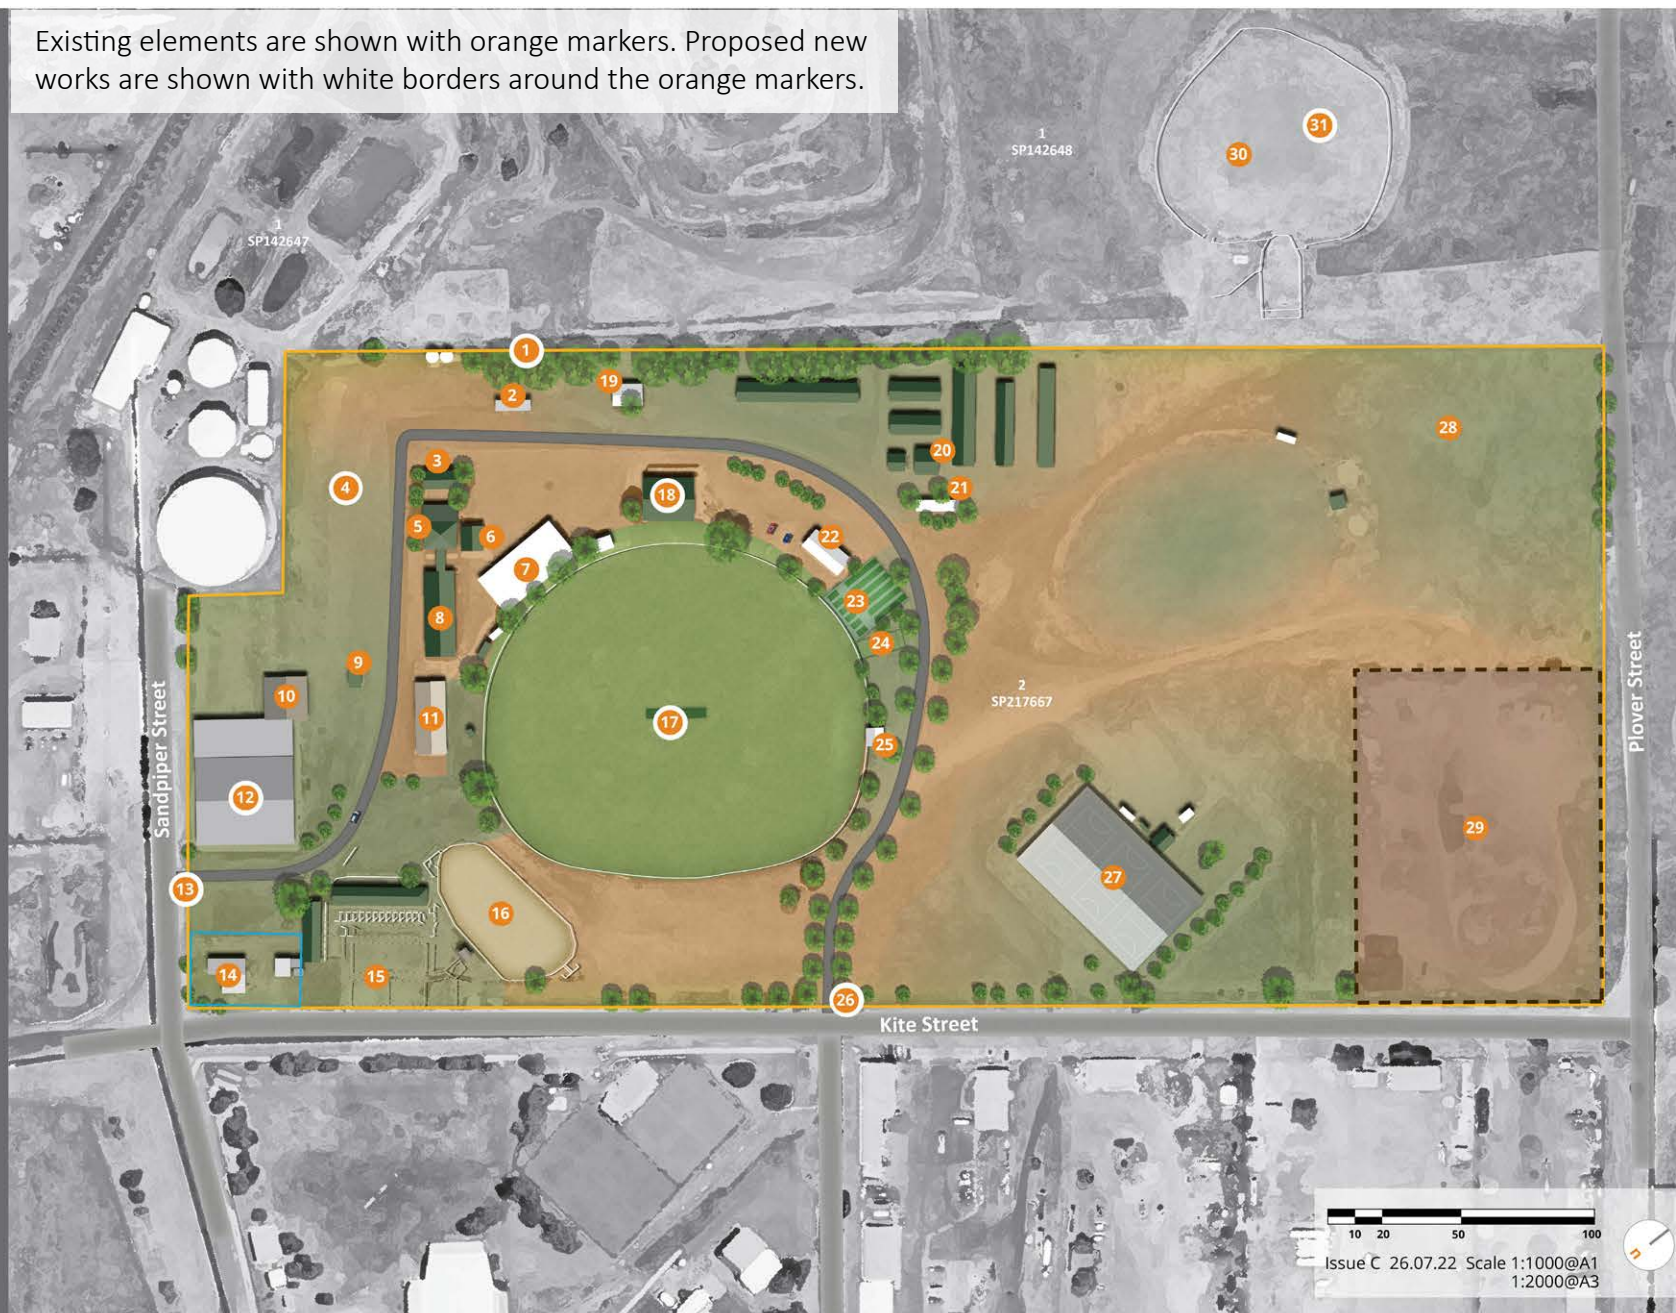 Existing elements are shown with orange markers. Proposed new
works are shown with white borders around the orange markers.
31
30
1
SP142648
1
SP142647
1
19
2
28
20
3
4
21
18
5
6
22
7
23
8
24
9
2
SP217667
10
11
17
25
12
29
27
13
16
14
15
26
Sandpiper Street
Plover Street
Kite Street
10 20 50 100
Issue C 26.07.22 Scale 1:1000@A1
1:2000@A3
n